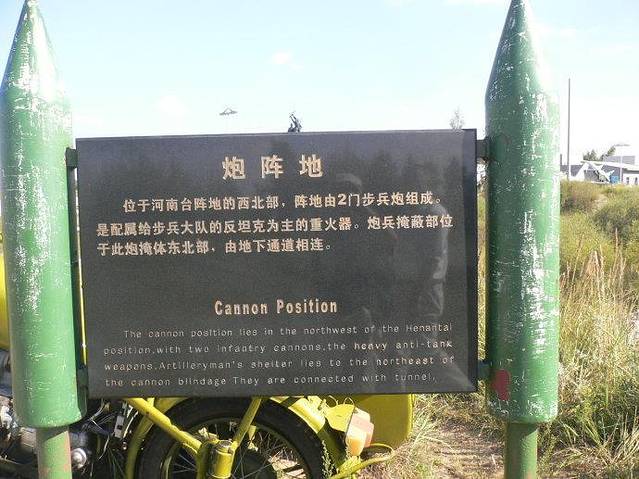 炮阵地
位于河南台阵地的西北部，阵地由2门步兵炮组成。
是配属给步兵大队的反坦克为主的重火器。炮兵掩蔽部位
于此炮掩体东北部，由地下通道相连。
Cannon Position
The cannon position lies in the northwest of the Henantai
position,with two infantry cannons,the heavy anti-tank
weapons.Artilleryman's shelter lies to the northeast of
the cannon blindage They are connected with tunnel.